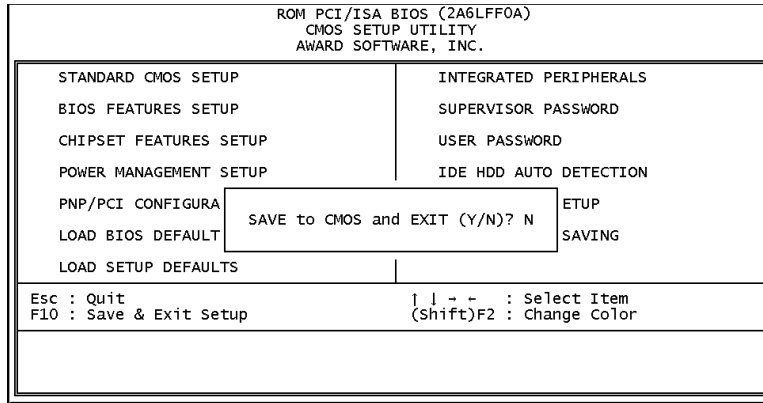 ROM PCI/ISA BIOS (2A6LFF0A)
CMOS SETUP UTILITY
AWARD SOFTWARE, INC.
STANDARD CMOS SETUP
BIOS FEATURES SETUP
CHIPSET FEATURES SETUP
POWER MANAGEMENT SETUP
PNP/PCI CONFIGURA
LOAD BIOS DEFAULT
LOAD SETUP DEFAULTS
INTEGRATED PERIPHERALS
SUPERVISOR PASSWORD
USER PASSWORD
IDE HDD AUTO DETECTION
ETUP
SAVING
SAVE to CMOS and EXIT (Y/N)? N
Esc : Quit
F10 : Save & Exit Setup
↑ ↓ → ← : Select Item
(Shift)F2 : Change Color